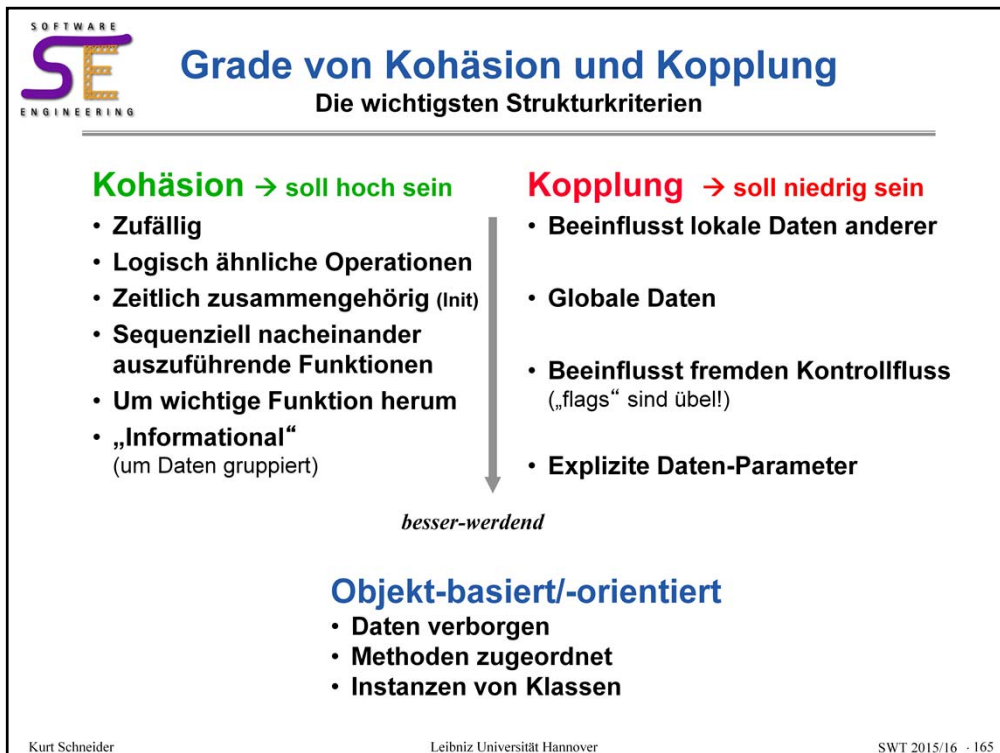 SOFTWARE
SE
ENGINEERING
Grade von Kohäsion und Kopplung
Die wichtigsten Strukturkriterien
Kohäsion → soll hoch sein
• Zufällig
• Logisch ähnliche Operationen
• Zeitlich zusammengehörig (Init)
• Sequenziell nacheinander
auszuführende Funktionen
• Um wichtige Funktion herum
• „Informational“
(um Daten gruppiert)
Kopplung → soll niedrig sein
• Beeinflusst lokale Daten anderer
• Globale Daten
• Beeinflusst fremden Kontrollfluss
(„flags“ sind übel!)
• Explizite Daten-Parameter
besser-werdend
Objekt-basiert/-orientiert
• Daten verborgen
• Methoden zugeordnet
• Instanzen von Klassen
Kurt Schneider
Leibniz Universität Hannover
SWT 2015/16 · 165